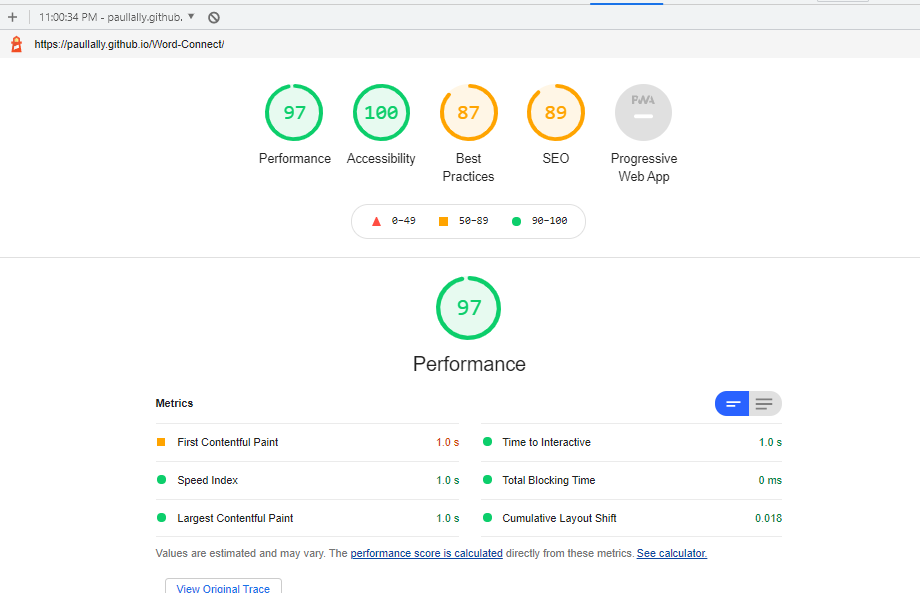 + 11:00:34 PM - paullally.github. ▼
https://paullally.github.io/Word-Connect/
97 100 87 89 PWA
Performance Accessibility Best Practices SEO Progressive Web App
0–49 50–89 90–100
97
Performance
Metrics
First Contentful Paint 1.0 s
Time to Interactive 1.0 s
Speed Index 1.0 s
Total Blocking Time 0 ms
Largest Contentful Paint 1.0 s
Cumulative Layout Shift 0.018
Values are estimated and may vary. The performance score is calculated directly from these metrics. See calculator.
View Original Trace